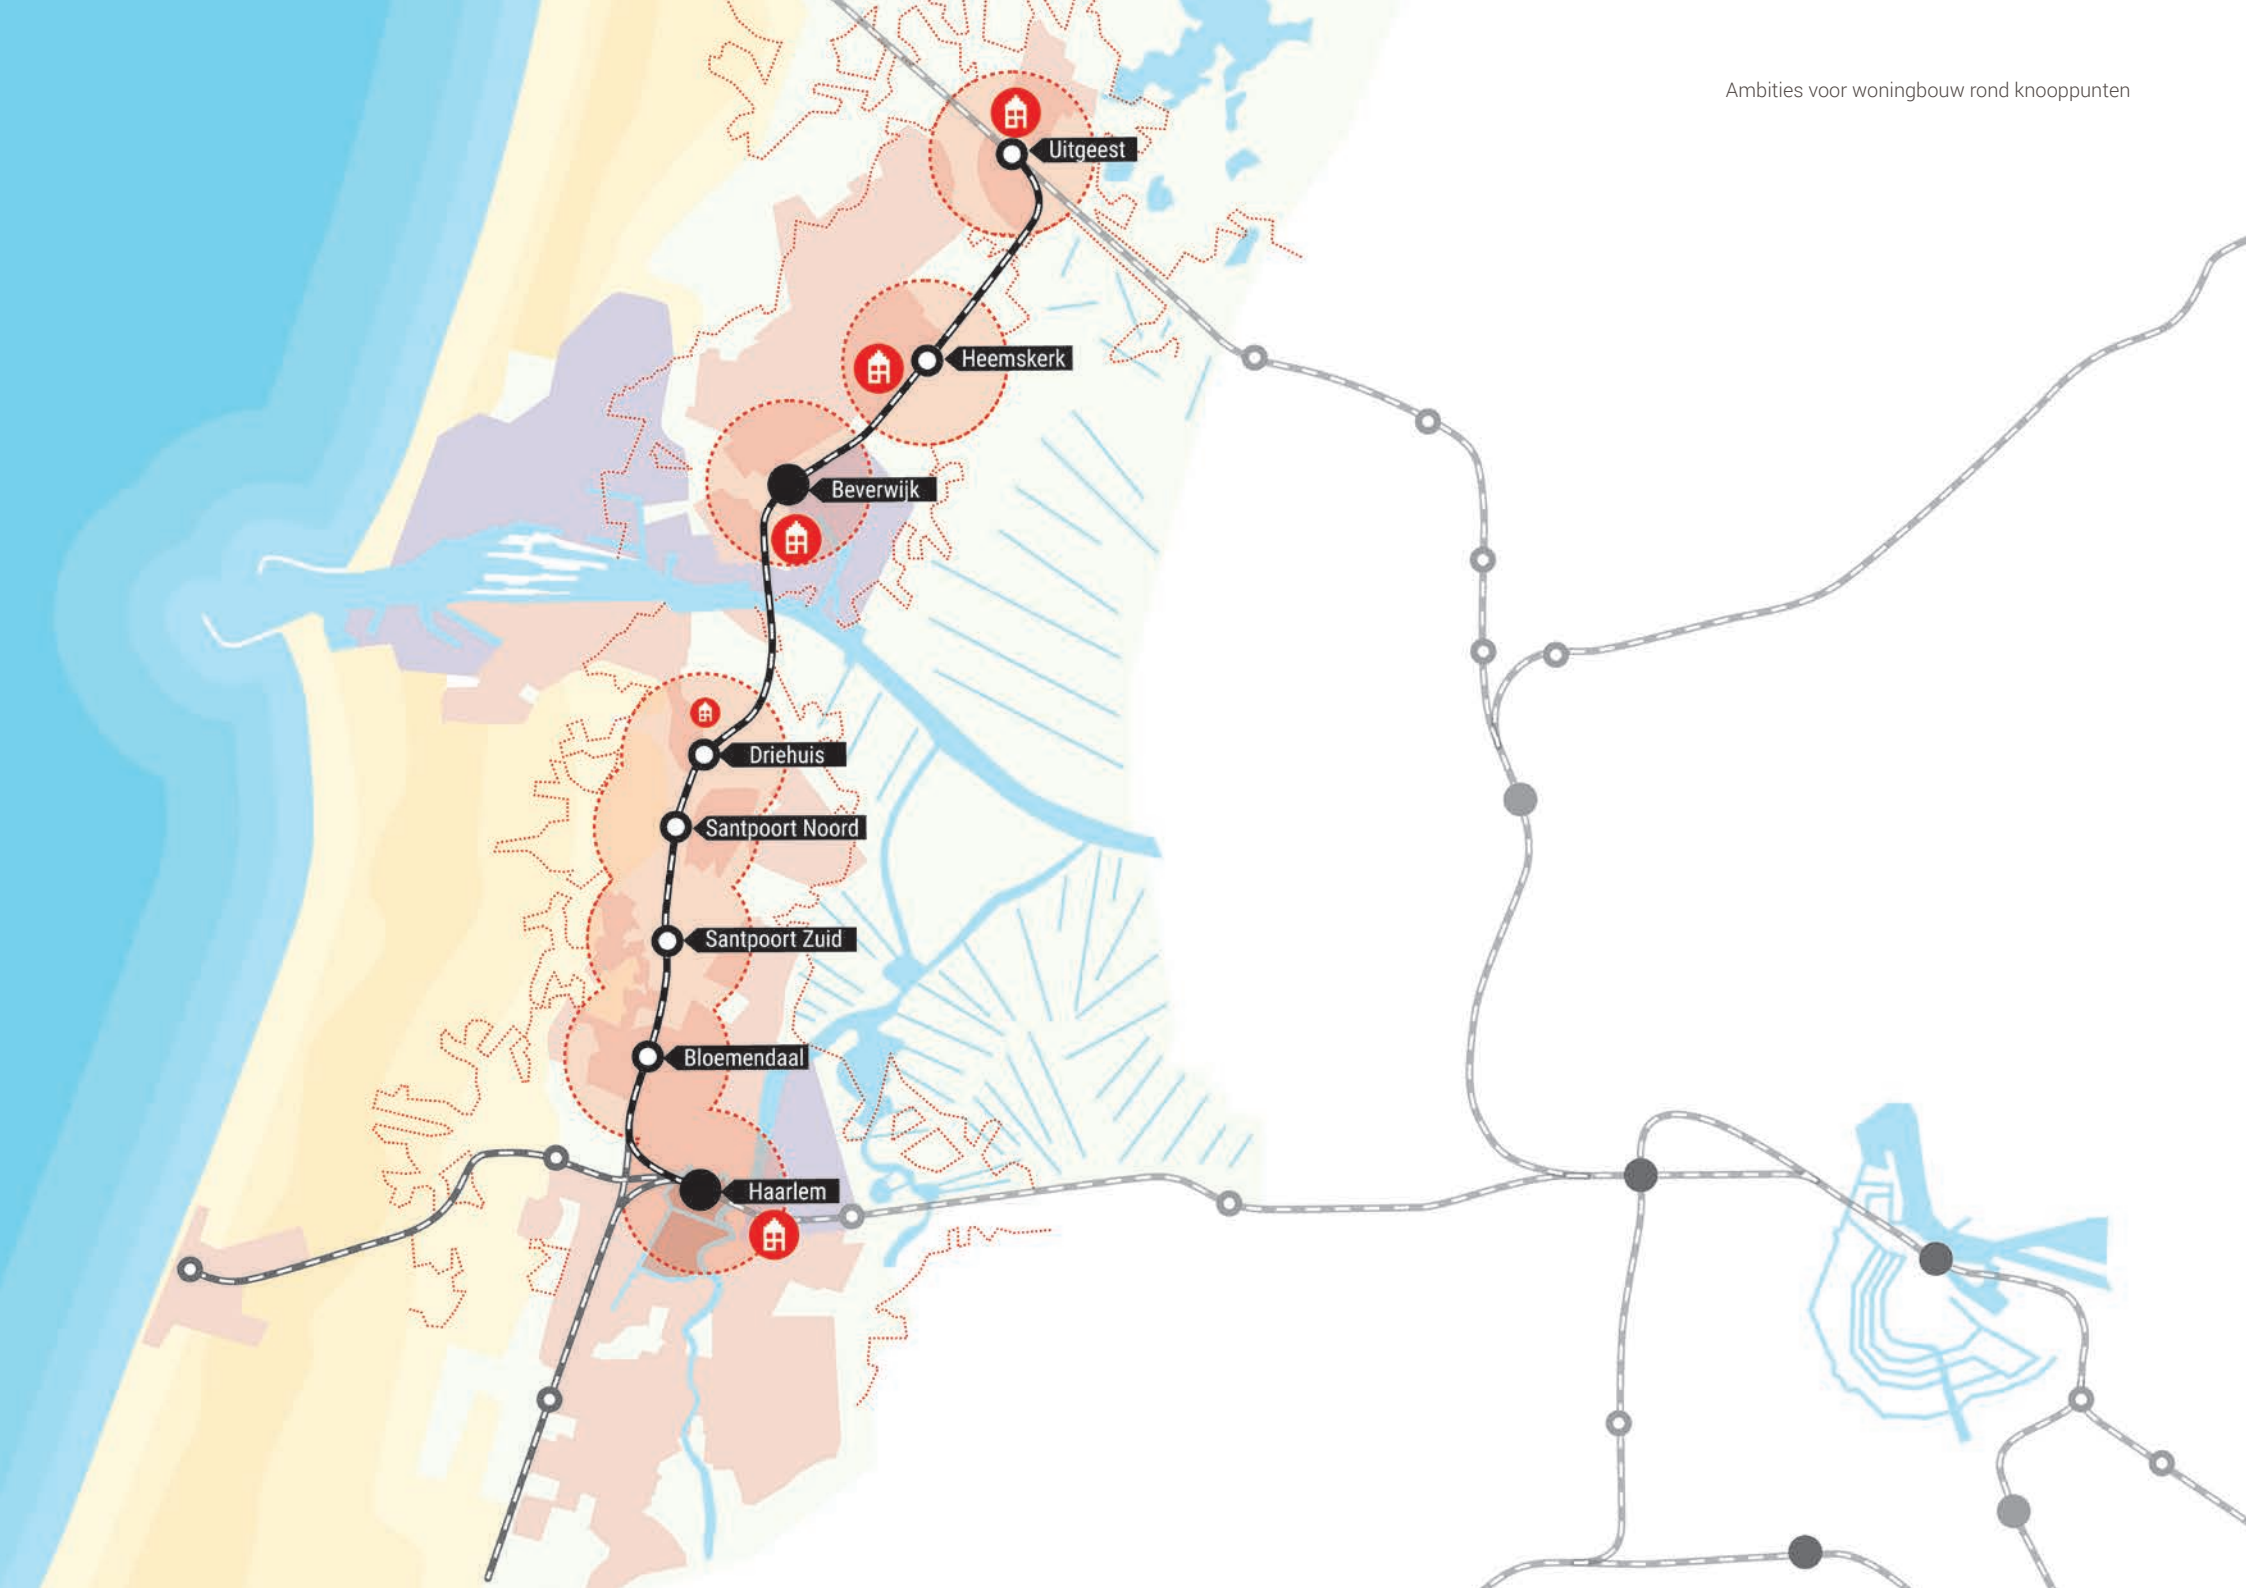 Ambities voor woningbouw rond knooppunten
Uitgeest
Heemskerk
Beverwijk
Driehuis
Santpoort Noord
Santpoort Zuid
Bloemendaal
Haarlem